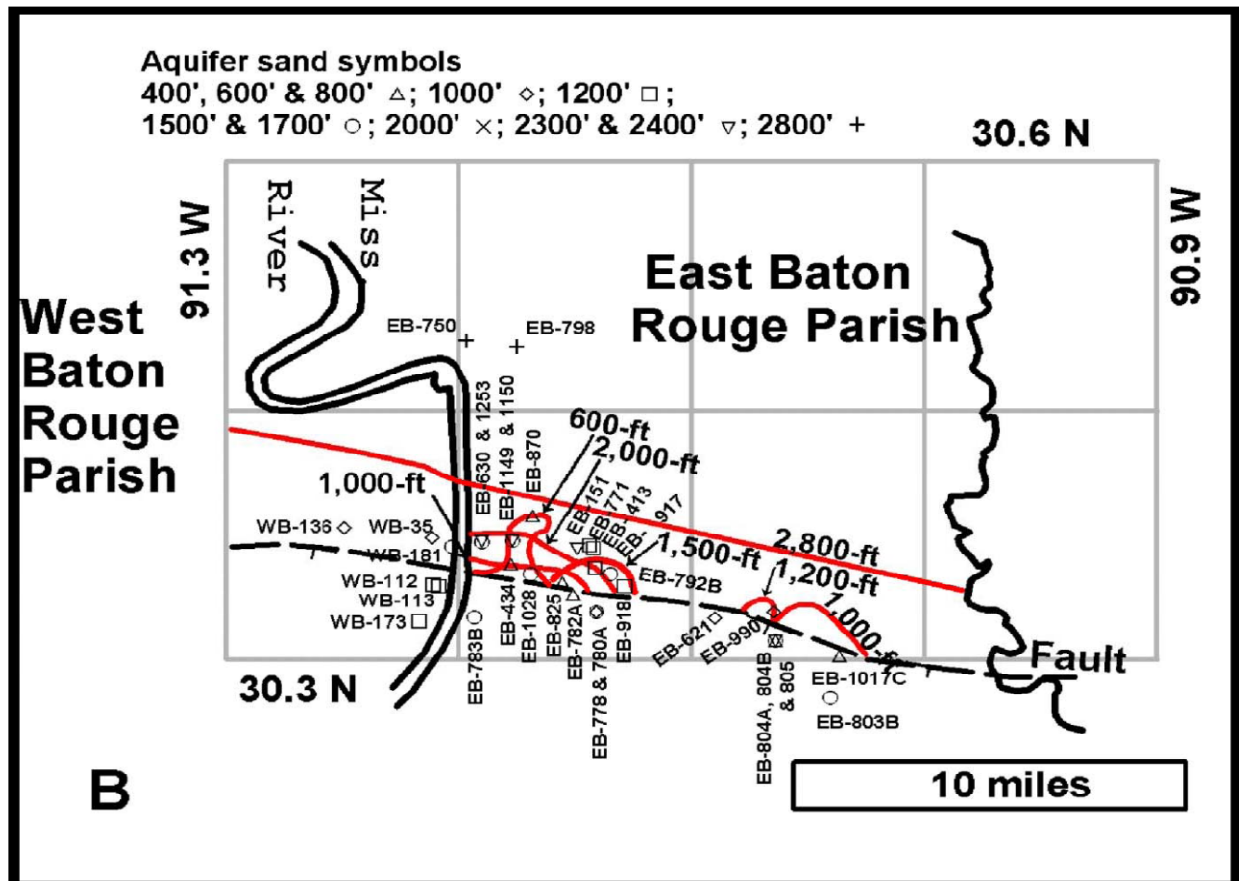 Aquifer sand symbols
400', 600' & 800' △; 1000' ◇; 1200' □;
1500' & 1700' ○; 2000' ×; 2300' & 2400' ▽; 2800' +
30.6 N
91.3 W
90.9 W
Miss
River
East Baton
Rouge Parish
West
Baton
Rouge
Parish
EB-750
EB-798
EB-630 & 1253
EB-1149 & 1150
EB-870
600-ft
2,000-ft
EB-151
EB-771
EB-413
EB-917
1,000-ft
1,500-ft
2,800-ft
1,200-ft
1,000-ft
WB-136
WB-35
WB-181
WB-112
WB-113
WB-173
EB-792B
EB-783B
EB-434
EB-1028
EB-825
EB-782A
EB-778 & 780A
EB-918
EB-621
EB-990
EB-804A, 804B
& 805
EB-1017C
EB-803B
Fault
30.3 N
B
10 miles